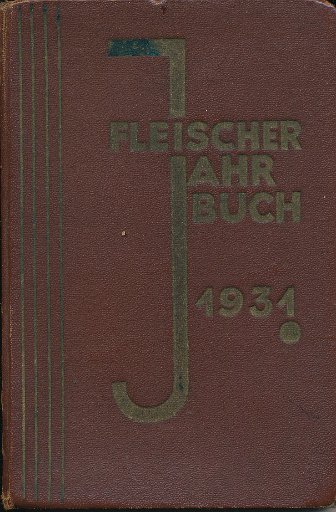 FLEISCHER
JAHR
BUCH
1931